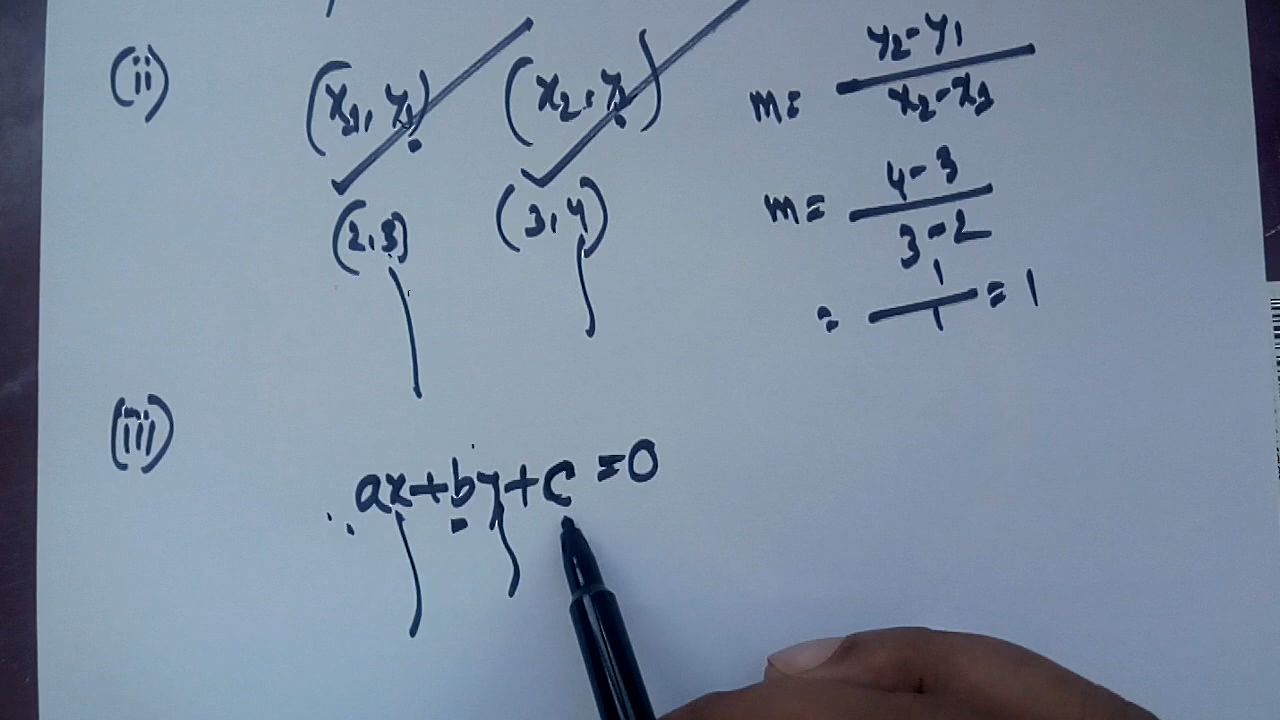 (ii) (x1, y1) (x2, y2) m = y2-y1 / x2-x1
(2,3) (3,4) m = 4-3 / 3-2
= 1/1 = 1
(iii) ax+by+c=0